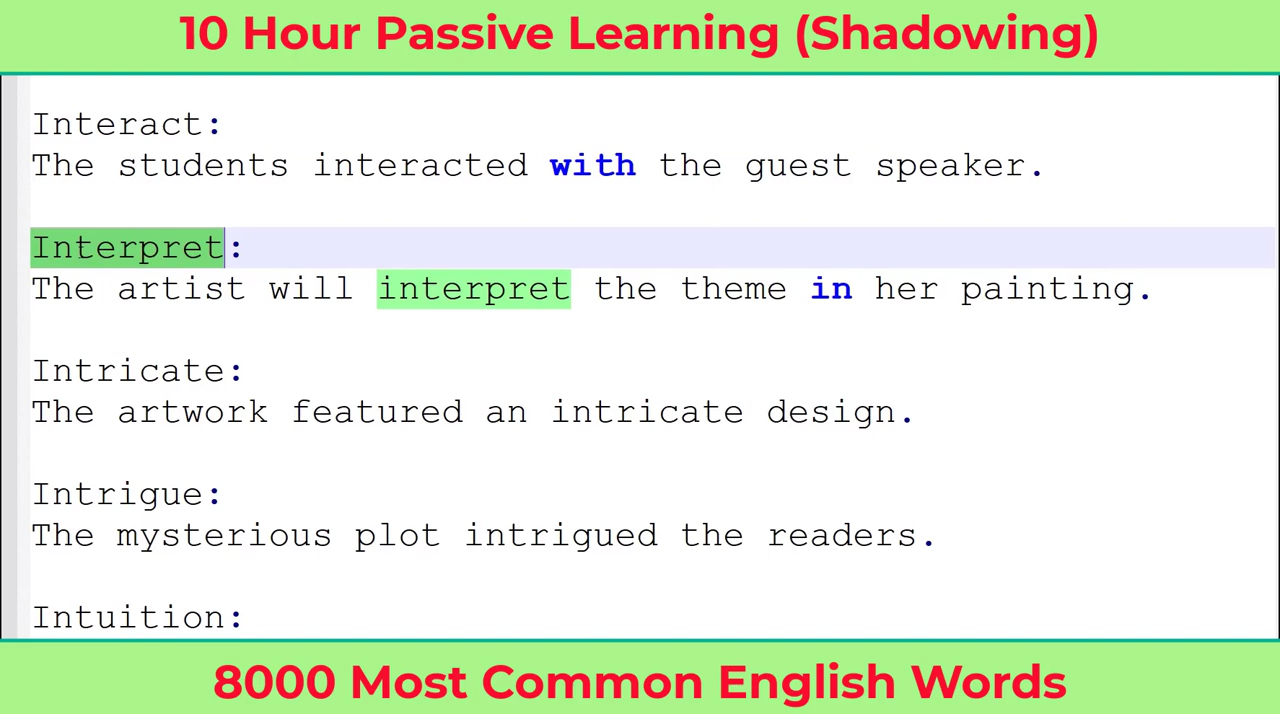 10 Hour Passive Learning (Shadowing)
Interact:
The students interacted with the guest speaker.
Interpret:
The artist will interpret the theme in her painting.
Intricate:
The artwork featured an intricate design.
Intrigue:
The mysterious plot intrigued the readers.
Intuition:
8000 Most Common English Words